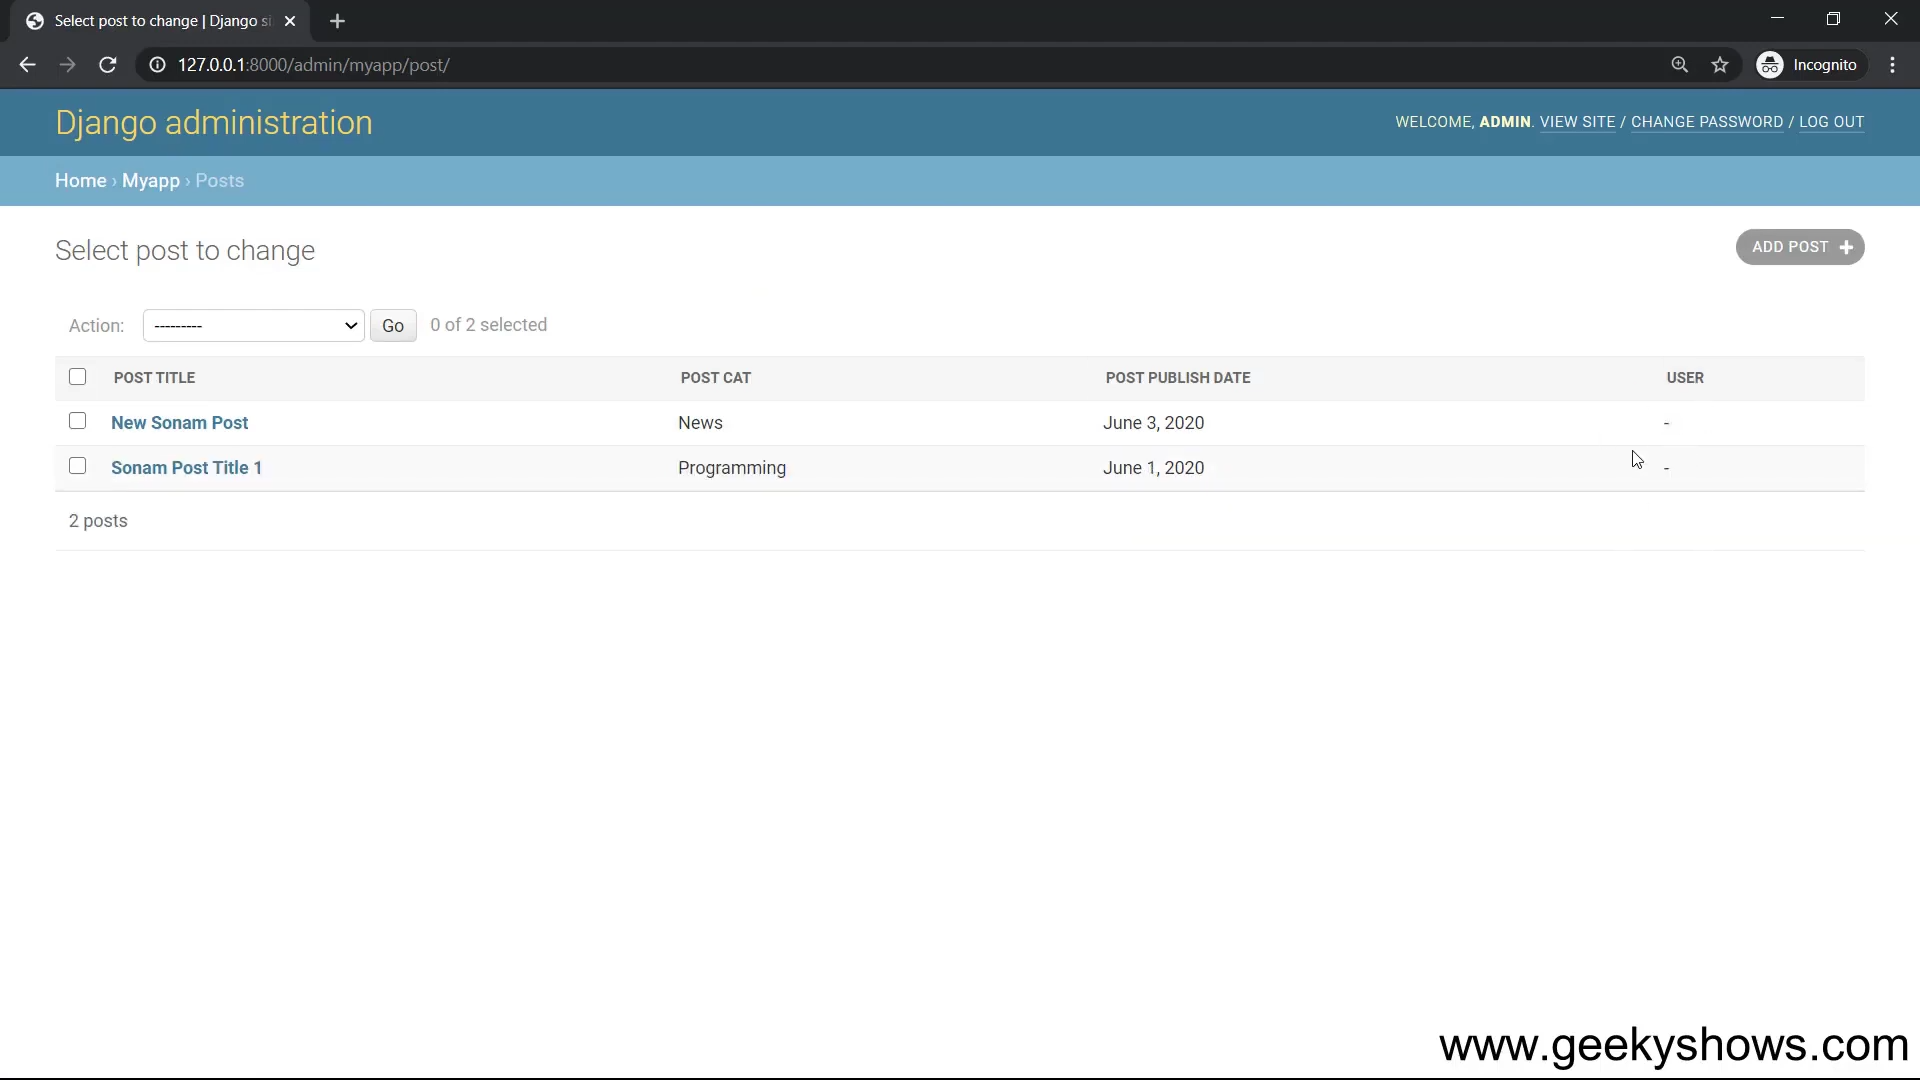 Select post to change | Django si
127.0.0.1:8000/admin/myapp/post/
Incognito
Django administration
WELCOME, ADMIN. VIEW SITE / CHANGE PASSWORD / LOG OUT
Home › Myapp › Posts
Select post to change
ADD POST +
Action: --------- Go 0 of 2 selected
POST TITLE POST CAT POST PUBLISH DATE USER
New Sonam Post News June 3, 2020 -
Sonam Post Title 1 Programming June 1, 2020 -
2 posts
www.geekyshows.com